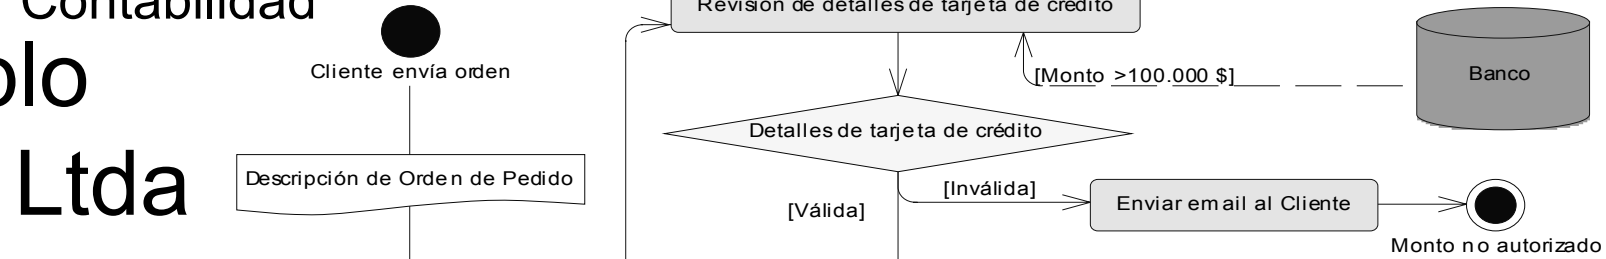 Contabilidad
olo
Ltda
Cliente envía orden
Descripción de Orden de Pedido
Revisión de detalles de tarjeta de crédito
[Monto >100.000 $]
Banco
Detalles de tarjeta de crédito
[Inválida]
[Válida]
Enviar email al Cliente
Monto no autorizado